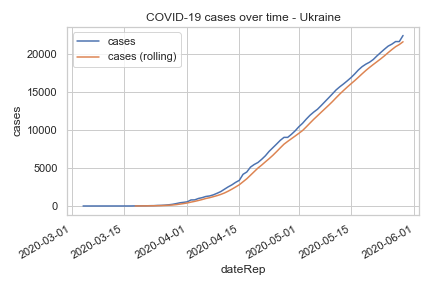 COVID-19 cases over time - Ukraine
cases
cases (rolling)
20000
15000
10000
5000
0
cases
2020-03-01
2020-03-15
2020-04-01
2020-04-15
2020-05-01
2020-05-15
2020-06-01
dateRep